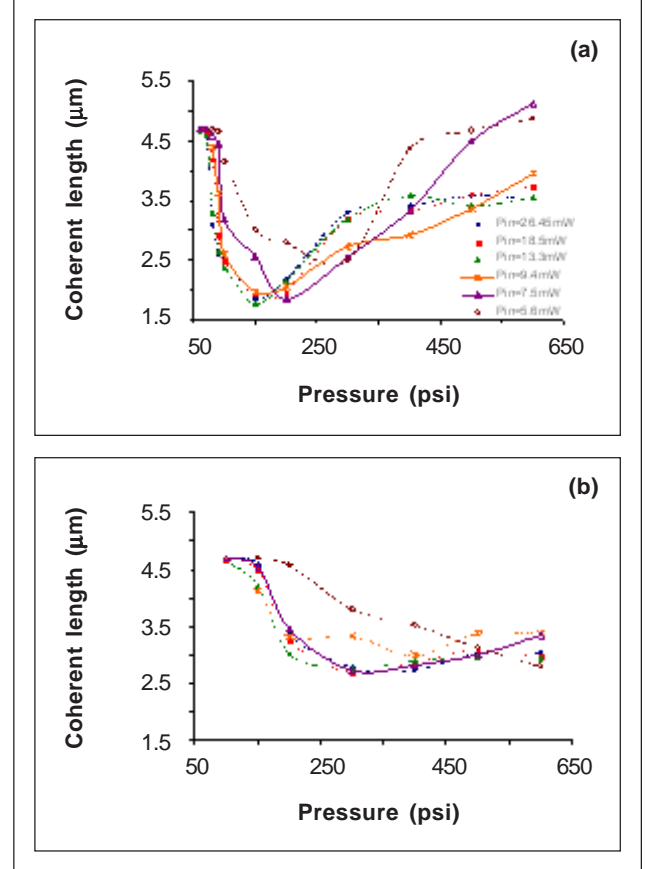 (a)
5.5
4.5
3.5
2.5
1.5
Coherent length (μm)
50
250
450
650
Pressure (psi)
Pin=26.45mW
Pin=18.5mW
Pin=13.3mW
Pin=9.4mW
Pin=7.5mW
Pin=5.6mW
(b)
5.5
4.5
3.5
2.5
1.5
Coherent length (μm)
50
250
450
650
Pressure (psi)